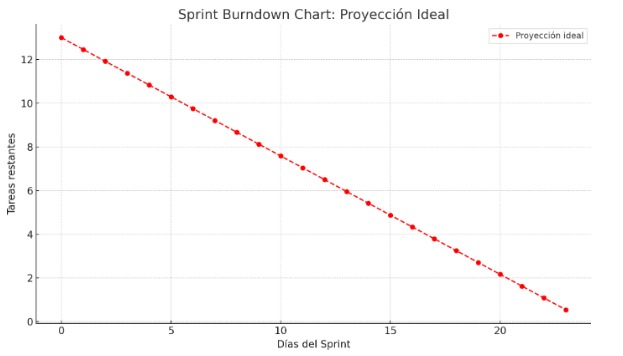 Sprint Burndown Chart: Proyección Ideal
Proyección ideal
12
10
8
6
4
2
0
Tareas restantes
0 5 10 15 20
Días del Sprint